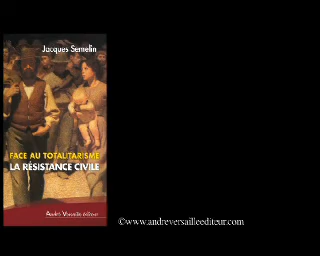 Jacques Semelin
FACE AU TOTALITARISME
LA RÉSISTANCE CIVILE
André Versaille éditeur
©www.andreversailleediteur.com